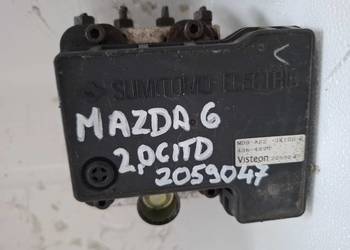 SUMITOMO ELECTRIC
MAZDA 6
2,0CITD
2059047
Visteon